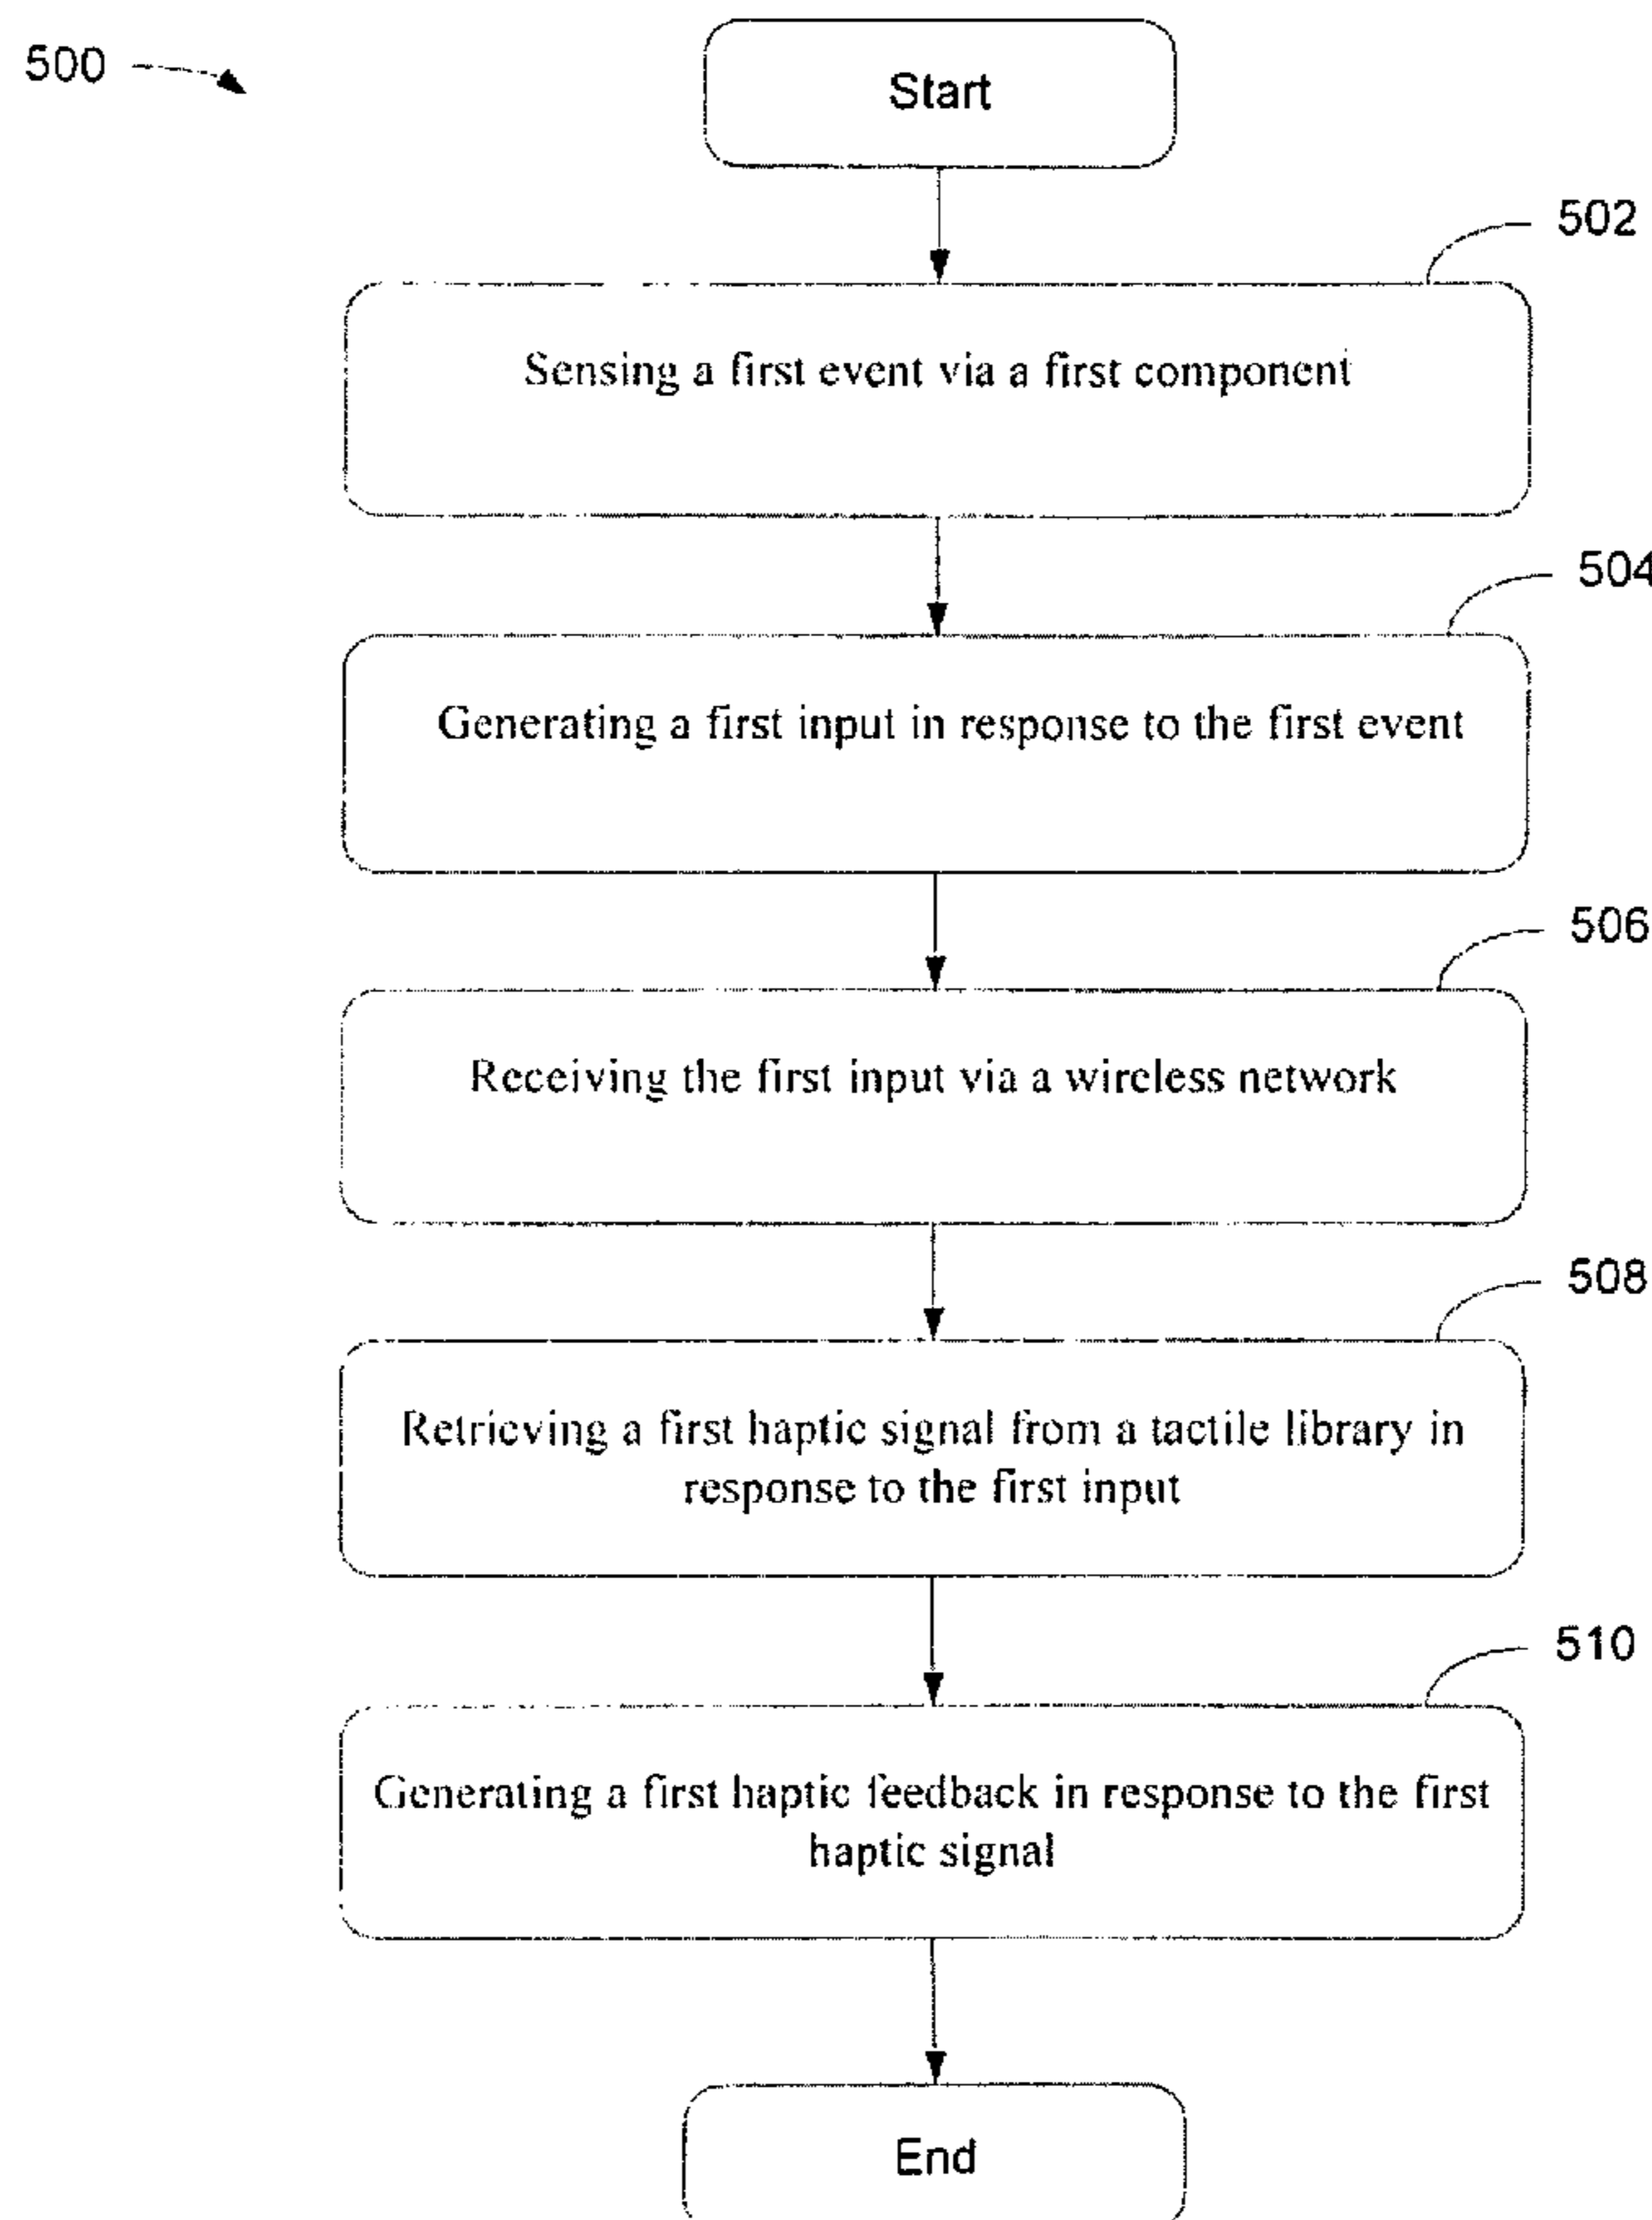 500
Start
502
Sensing a first event via a first component
504
Generating a first input in response to the first event
506
Receiving the first input via a wireless network
508
Retrieving a first haptic signal from a tactile library in
response to the first input
510
Generating a first haptic feedback in response to the first
haptic signal
End